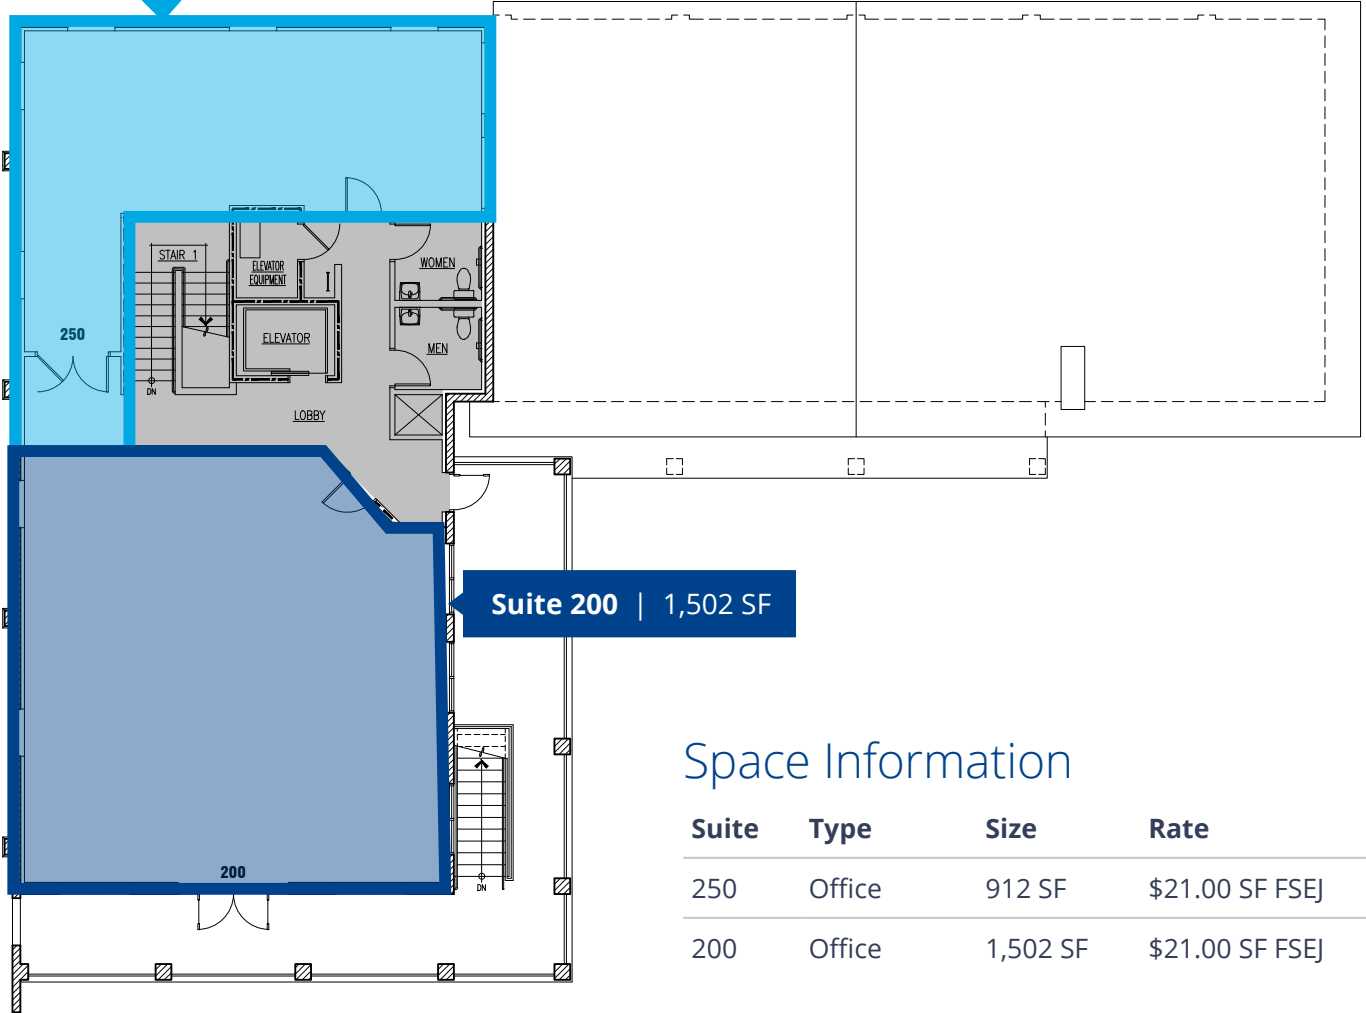 STAIR 1
ELEVATOR
EQUIPMENT
WOMEN
250
ELEVATOR
MEN
DN
LOBBY
Suite 200 | 1,502 SF
200
DN
Space Information
Suite Type Size Rate
250 Office 912 SF $21.00 SF FSEJ
200 Office 1,502 SF $21.00 SF FSEJ